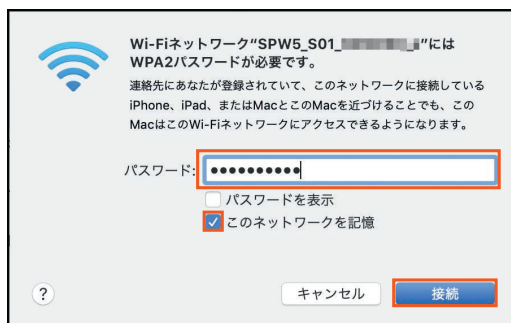 Wi-Fiネットワーク“SPW5_S01_ ”には
WPA2パスワードが必要です。
連絡先にあなたが登録されていて、このネットワークに接続している
iPhone、iPad、またはMacとこのMacを近づけることでも、この
MacはこのWi-Fiネットワークにアクセスできるようになります。
パスワード: ●●●●●●●●●●
パスワードを表示
このネットワークを記憶
? キャンセル 接続